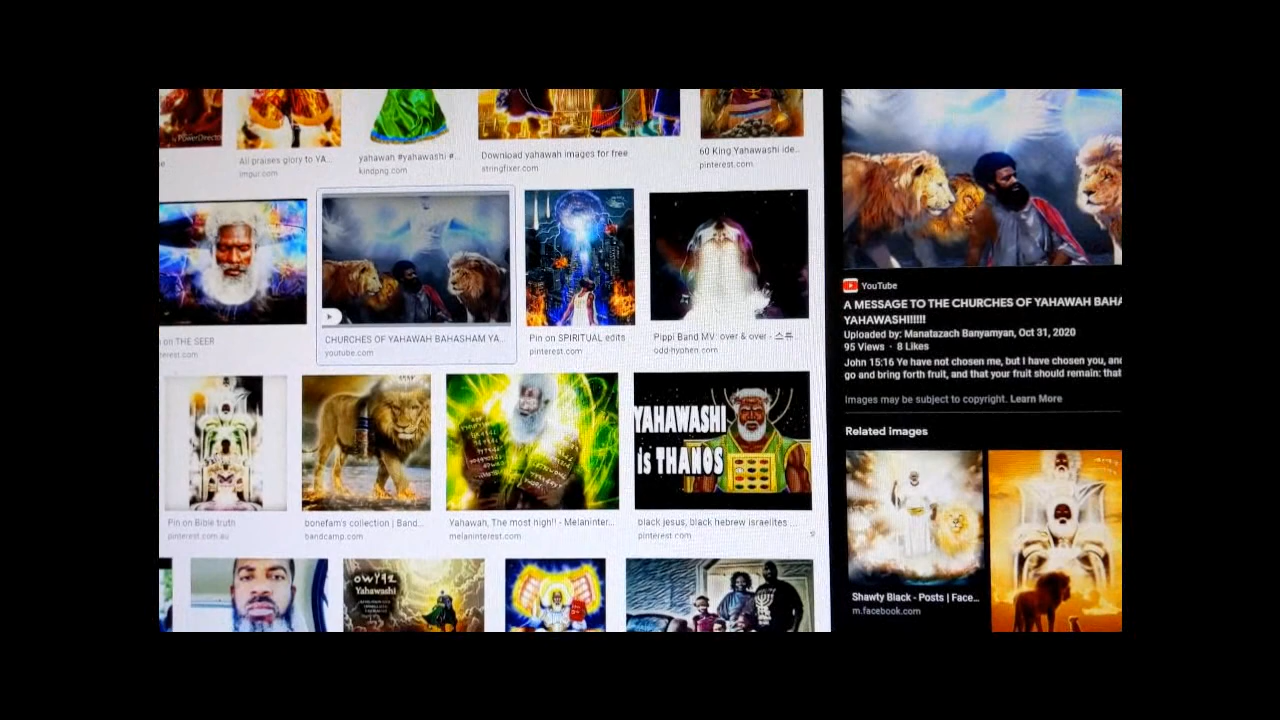 PowerDirect
All praises glory to YA...
imgur.com
yahawah #yahawashi #...
kindpng.com
Download yahawah images for free
stringfixer.com
60 King Yahawashi ide...
pinterest.com
on THE SEER
erest.com
CHURCHES OF YAHAWAH BAHASHAM YA...
youtube.com
Pin on SPIRITUAL edits
pinterest.com
Pippi Band MV: over & over - 스튜
odd-hyphen.com
YAHAWASHI
is THANOS
Pin on Bible truth
pinterest.com.au
bonefam's collection | Band...
bandcamp.com
Yahawah, The most high!! - Melaninter...
melaninterest.com
black jesus, black hebrew israelites ...
pinterest.com
Yahawashi
YouTube
A MESSAGE TO THE CHURCHES OF YAHAWAH BAHA
YAHAWASHI!!!!!!
Uploaded by: Manatazach Banyamyan, Oct 31, 2020
95 Views · 8 Likes
John 15:16 Ye have not chosen me, but I have chosen you, and
go and bring forth fruit, and that your fruit should remain: that
Images may be subject to copyright. Learn More
Related images
Shawty Black - Posts | Face...
m.facebook.com